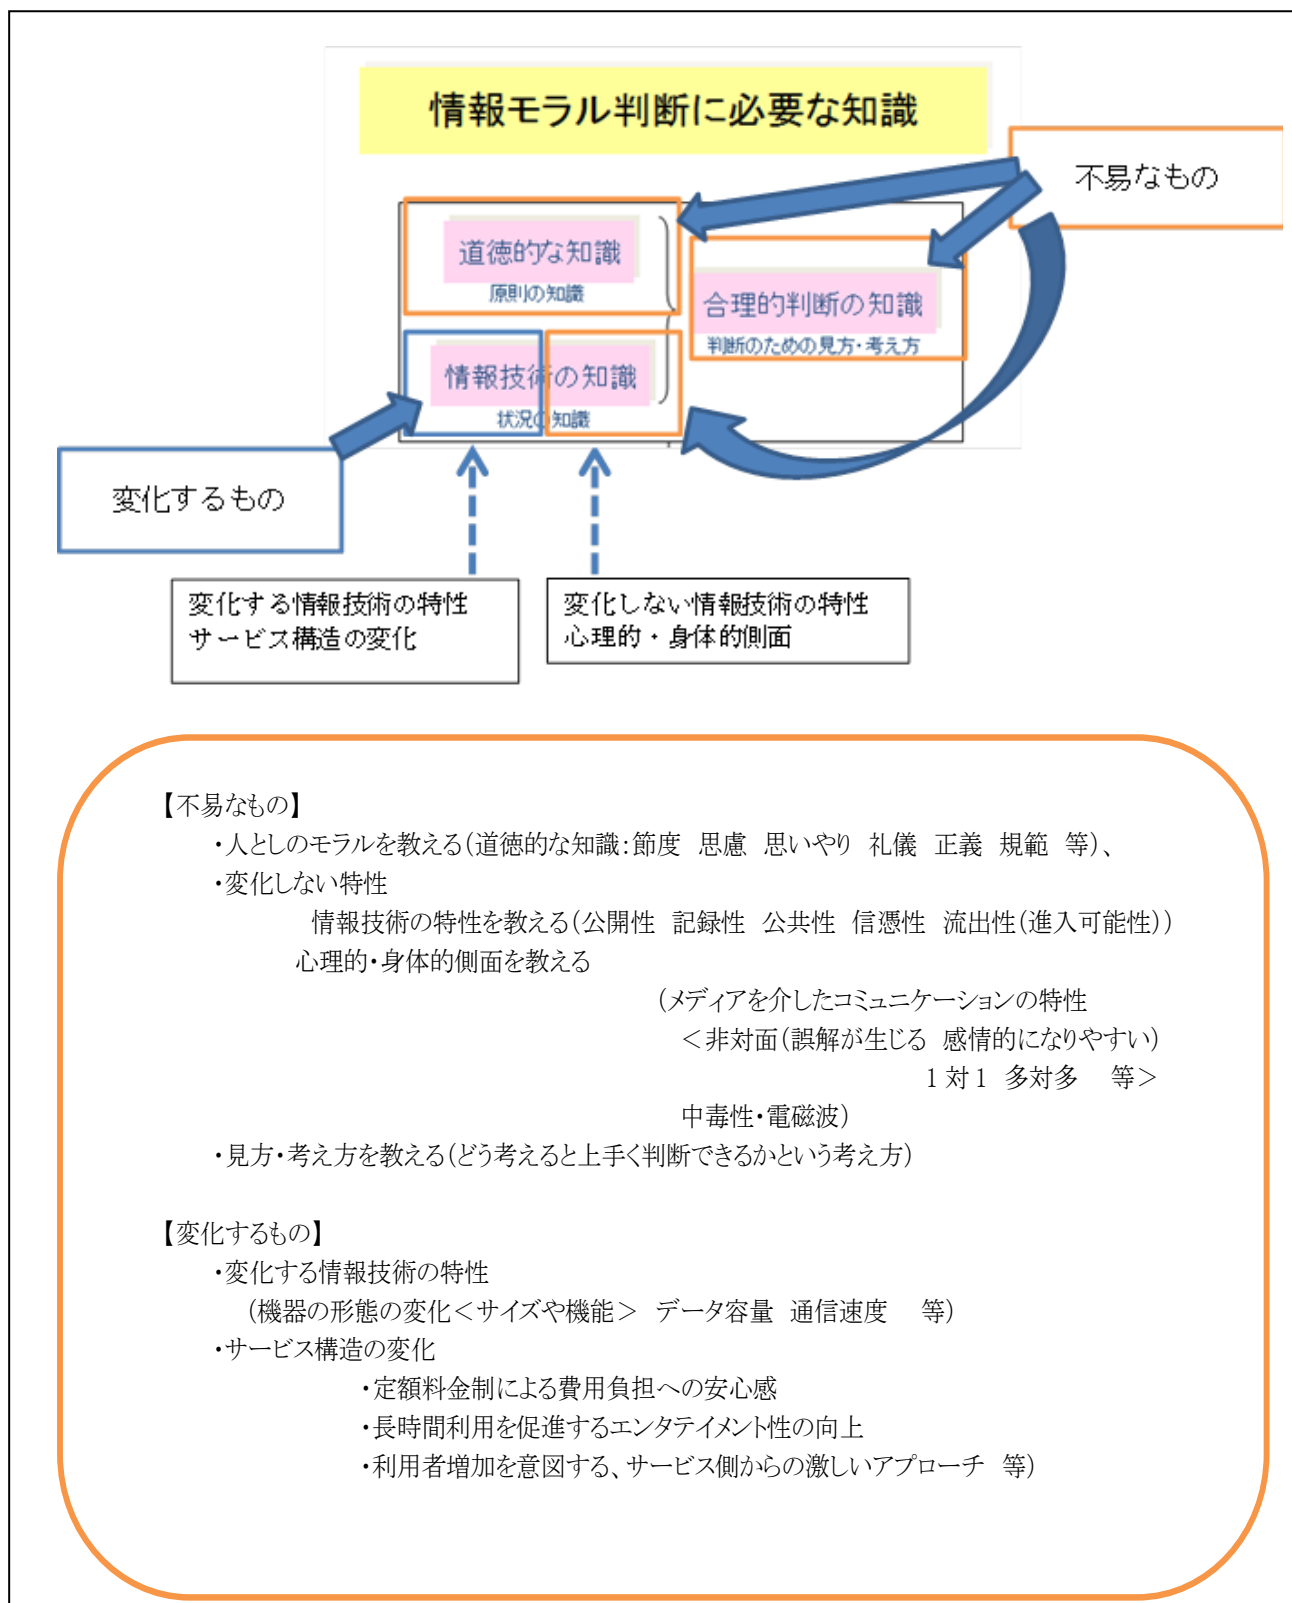 情報モラル判断に必要な知識
不易なもの
道徳的な知識
原則の知識
合理的判断の知識
判断のための見方・考え方
情報技術の知識
状況の知識
変化するもの
変化する情報技術の特性
サービス構造の変化
変化しない情報技術の特性
心理的・身体的側面
【不易なもの】
・人としのモラルを教える(道徳的な知識:節度 思慮 思いやり 礼儀 正義 規範 等)、
・変化しない特性
情報技術の特性を教える(公開性 記録性 公共性 信憑性 流出性(進入可能性))
心理的・身体的側面を教える
(メディアを介したコミュニケーションの特性
<非対面(誤解が生じる 感情的になりやすい)
1対1 多対多 等>
中毒性・電磁波)
・見方・考え方を教える(どう考えると上手く判断できるかという考え方)
【変化するもの】
・変化する情報技術の特性
(機器の形態の変化<サイズや機能> データ容量 通信速度 等)
・サービス構造の変化
・定額料金制による費用負担への安心感
・長時間利用を促進するエンタテイメント性の向上
・利用者増加を意図する、サービス側からの激しいアプローチ 等)